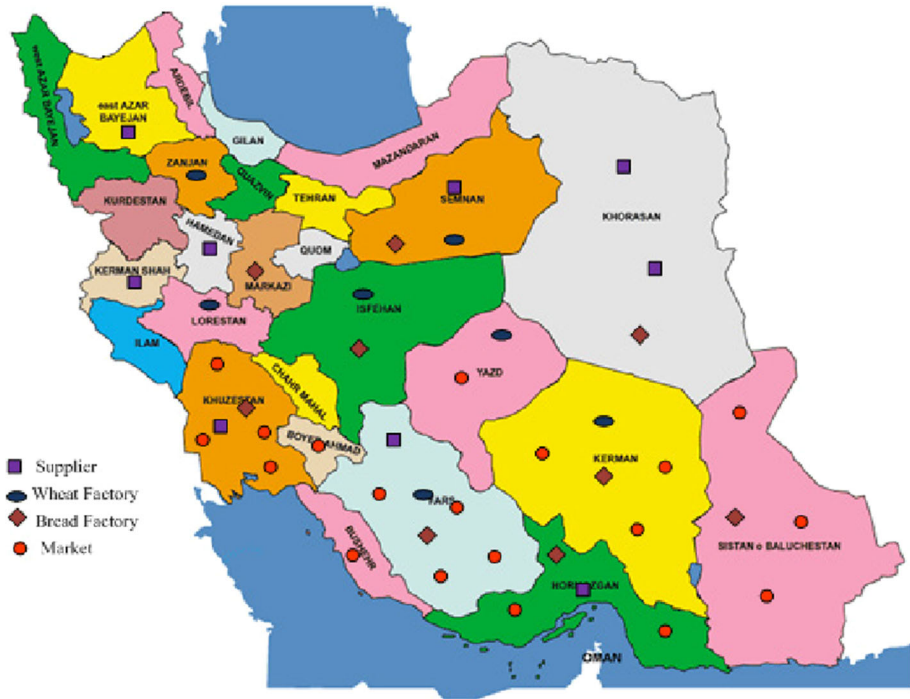 west AZAR BAYEJAN
east AZAR
BAYEJAN
ARDEBIL
GILAN
ZANJAN
QUAZVIN
MAZANDARAN
TEHRAN
SEMNAN
KHORASAN
KURDESTAN
HAMEDAN
QUOM
KERMAN SHAH
MARKAZI
ISFEHAN
LORESTAN
ILAM
YAZD
CHAHR MAHAL
KHUZESTAN
BOYER AHMAD
KERMAN
FARS
BUSHEHR
SISTAN o BALUCHESTAN
HORMOZGAN
OMAN
Supplier
Wheat Factory
Bread Factory
Market